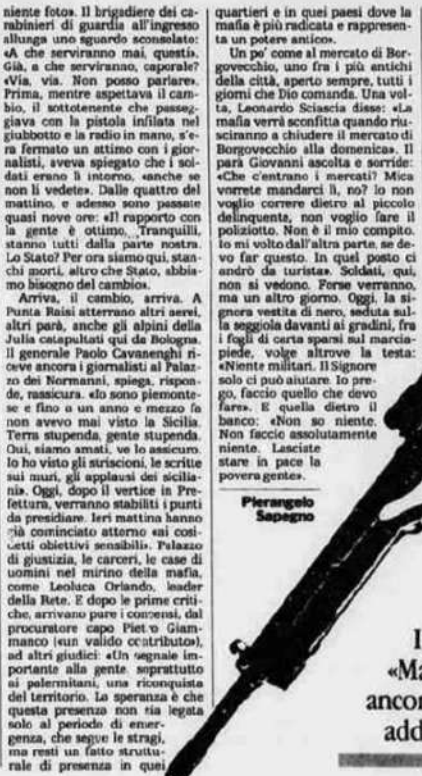 niente foto». Il brigadiere dei ca-
rabinieri di guardia all'ingresso
allunga uno sguardo sconsolato:
«A che serviranno mai, questi».
Già, a che serviranno, caporale?
«Via, via. Non posso parlare».
Prima, mentre aspettava il cam-
bio, il sottotenente che passeg-
giava con la pistola infilata nel
giubbotto e la radio in mano, s'e-
ra fermato un attimo con i gior-
nalisti, aveva spiegato che i sol-
dati erano lì intorno, «anche se
non li vedete». Dalle quattro del
mattino, e adesso sono passate
quasi nove ore: «Il rapporto con
la gente è ottimo. Tranquilli,
stanno tutti dalla parte nostra.
Lo Stato? Per ora siamo qui, stan-
chi morti, altro che Stato, abbia-
mo bisogno del cambio».
Arriva, il cambio, arriva. A
Punta Raisi atterrano altri aerei,
altri parà, anche gli alpini della
Julia catapultati qui da Bologna.
Il generale Paolo Cavanenghi ri-
ceve ancora i giornalisti al Palaz-
zo dei Normanni, spiega, rispon-
de, rassicura. «Io sono piemonte-
se e fino a un anno e mezzo fa
non avevo mai visto la Sicilia.
Terra stupenda, gente stupenda.
Qui, siamo amati, ve lo assicuro.
Io ho visto gli striscioni, le scritte
sui muri, gli applausi dei sicilia-
ni». Oggi, dopo il vertice in Pre-
fettura, verranno stabiliti i punti
da presidiare. Ieri mattina hanno
già cominciato attorno «ai cosi-
detti obiettivi sensibili». Palazzo
di giustizia, le carceri, le case di
uomini nel mirino della mafia,
come Leoluca Orlando, leader
della Rete. E dopo le prime criti-
che, arrivano pure i consensi, dal
procuratore capo Pietro Giam-
manco («un valido contributo»),
ad altri giudici: «Un segnale im-
portante alla gente, soprattutto
ai palermitani, una riconquista
del territorio. La speranza è che
questa presenza non sia legata
solo al periodo di emer-
genza, che segue le stragi,
ma resti un fatto struttu-
rale di presenza in quei
quartieri e in quei paesi dove la
mafia è più radicata e rappresen-
ta un potere antico».
Un po' come al mercato di Bor-
govecchio, uno fra i più antichi
della città, aperto sempre, tutti i
giorni che Dio comanda. Una vol-
ta, Leonardo Sciascia disse: «La
mafia verrà sconfitta quando riu-
sciranno a chiudere il mercato di
Borgovecchio alla domenica». Il
parà Giovanni ascolta e sorride:
«Che c'entrano i mercati? Mica
vorrete mandarci lì, no? Io non
voglio correre dietro al piccolo
delinquente, non voglio fare il
poliziotto. Non è il mio compito.
Io mi volto dall'altra parte, se de-
vo far questo. In quel posto ci
andrò da turista». Soldati, qui,
non si vedono. Forse verranno,
ma un altro giorno. Oggi, la si-
gnora vestita di nero, seduta sul-
la seggiola davanti ai gradini, fra
i fogli di carta sparsi sul marcia-
piede, volge altrove la testa:
«Niente militari. Il Signore
solo ci può aiutare. Io pre-
go, faccio quello che devo
fare». E quella dietro il
banco: «Non so niente.
Non faccio assolutamente
niente. Lasciate
stare in pace la
povera gente».
Pierangelo
Sapegno
I
«Ma
ancor
add